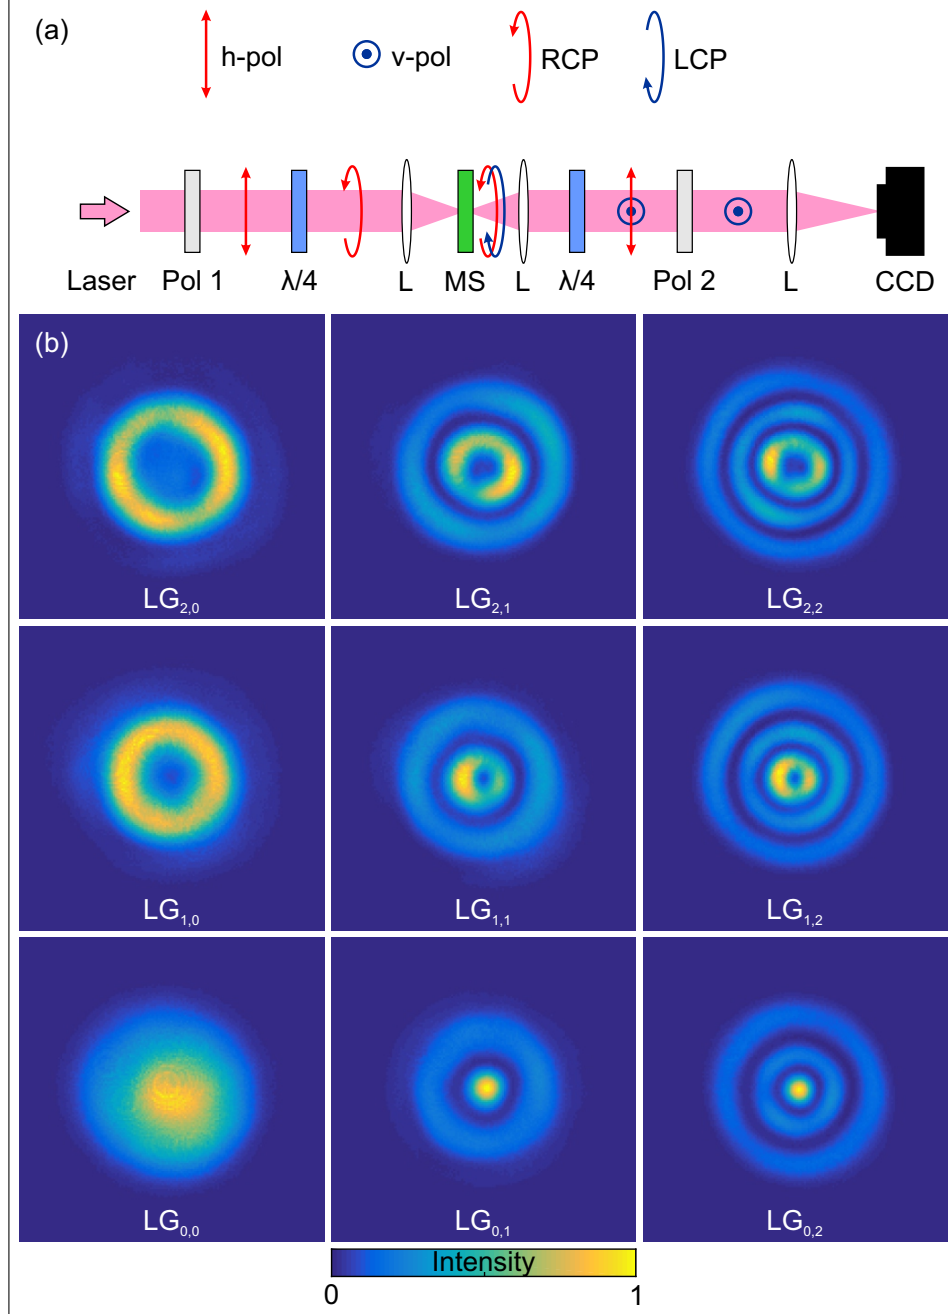 (a)
h-pol v-pol RCP LCP
Laser Pol 1 λ/4 L MS L λ/4 Pol 2 L CCD
(b)
LG2,0 LG2,1 LG2,2
LG1,0 LG1,1 LG1,2
LG0,0 LG0,1 LG0,2
Intensity
0 1